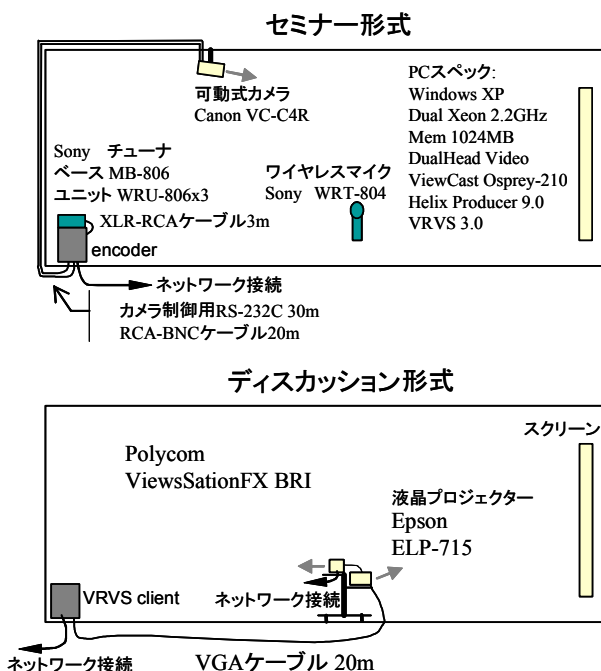 セミナー形式
可動式カメラ
Canon VC-C4R
PCスペック:
Windows XP
Dual Xeon 2.2GHz
Mem 1024MB
DualHead Video
ViewCast Osprey-210
Helix Producer 9.0
VRVS 3.0
Sony チューナ
ベース MB-806
ユニット WRU-806x3
ワイヤレスマイク
Sony WRT-804
XLR-RCAケーブル3m
encoder
ネットワーク接続
カメラ制御用RS-232C 30m
RCA-BNCケーブル20m
ディスカッション形式
スクリーン
Polycom
ViewsSationFX BRI
液晶プロジェクター
Epson
ELP-715
VRVS client
ネットワーク接続
ネットワーク接続
VGAケーブル 20m